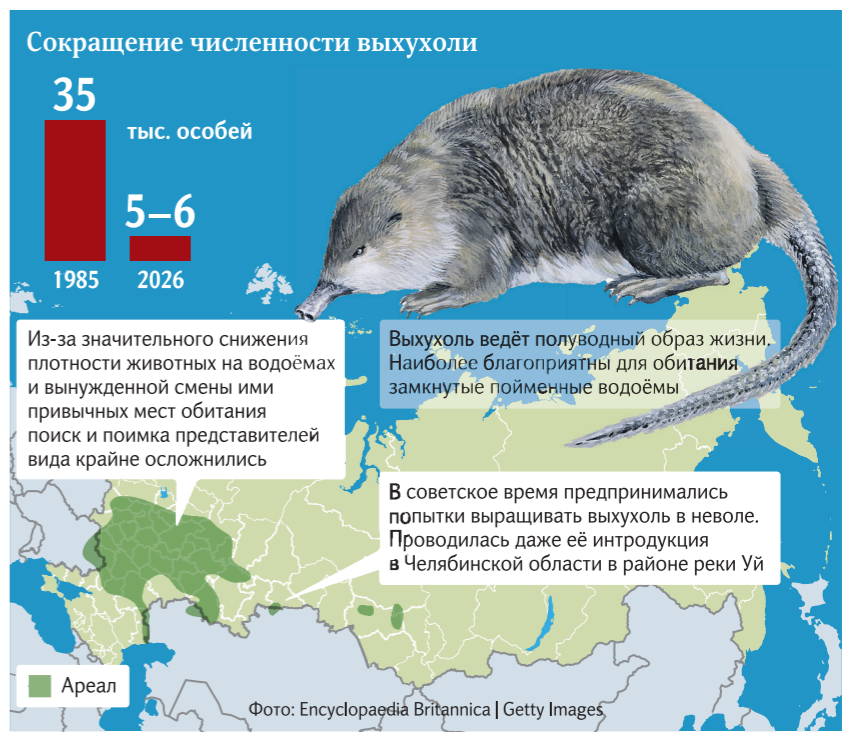 Сокращение численности выхухоли
35
тыс. особей
5–6
1985
2026
Из-за значительного снижения
плотности животных на водоёмах
и вынужденной смены ими
привычных мест обитания
поиск и поимка представителей
вида крайне осложнились
Выхухоль ведёт полуводный образ жизни.
Наиболее благоприятны для обитания
замкнутые пойменные водоёмы
В советское время предпринимались
попытки выращивать выхухоль в неволе.
Проводилась даже её интродукция
в Челябинской области в районе реки Уй
Ареал
Фото: Encyclopaedia Britannica | Getty Images